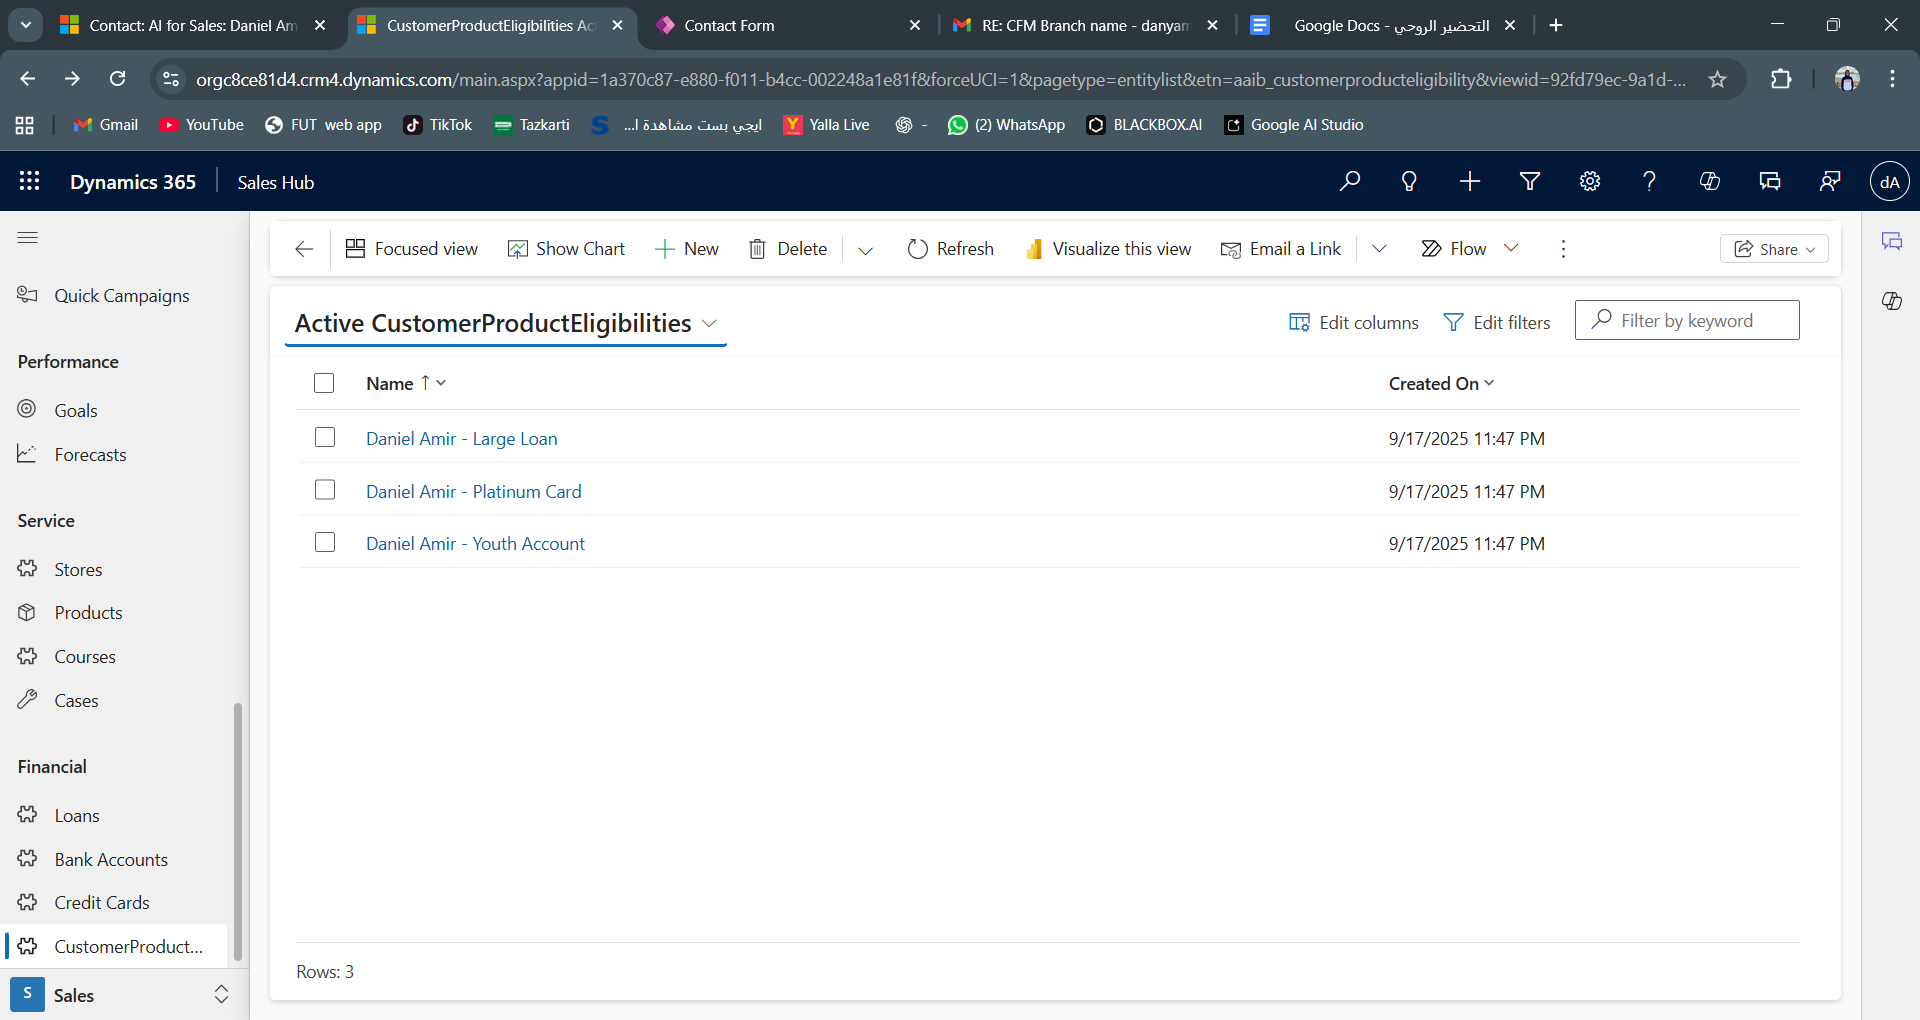 Contact: AI for Sales: Daniel Am
CustomerProductEligibilities Act
Contact Form
RE: CFM Branch name - danyam
التحضير الروحي - Google Docs
orgc8ce81d4.crm4.dynamics.com/main.aspx?appid=1a370c87-e880-f011-b4cc-002248a1e81f&forceUCI=1&pagetype=entitylist&etn=aaib_customerproducteligibility&viewid=92fd79ec-9a1d-...
Gmail
YouTube
FUT web app
TikTok
Tazkarti
ايجي بست مشاهدة ا...
Yalla Live
-
(2) WhatsApp
BLACKBOX.AI
Google AI Studio
Dynamics 365
Sales Hub
dA
Focused view
Show Chart
New
Delete
Refresh
Visualize this view
Email a Link
Flow
Share
Quick Campaigns
Performance
Goals
Forecasts
Service
Stores
Products
Courses
Cases
Financial
Loans
Bank Accounts
Credit Cards
CustomerProduct...
S Sales
Active CustomerProductEligibilities
Edit columns
Edit filters
Filter by keyword
Name ↑
Created On
Daniel Amir - Large Loan
9/17/2025 11:47 PM
Daniel Amir - Platinum Card
9/17/2025 11:47 PM
Daniel Amir - Youth Account
9/17/2025 11:47 PM
Rows: 3